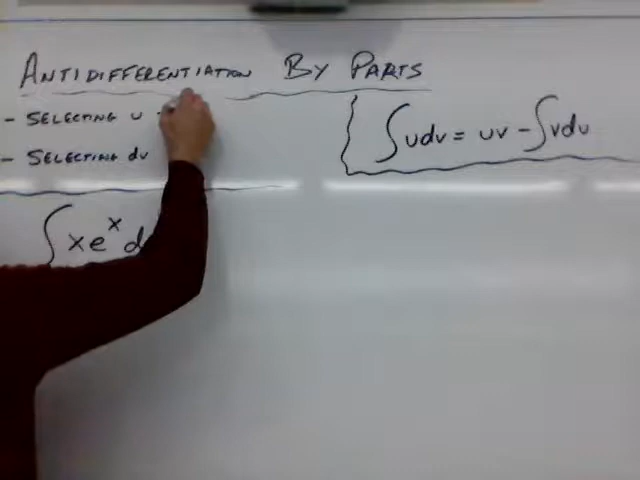 ANTIDIFFERENTIATION BY PARTS
- SELECTING U -
- SELECTING dv
∫udv = uv - ∫vdu
∫xe^x d